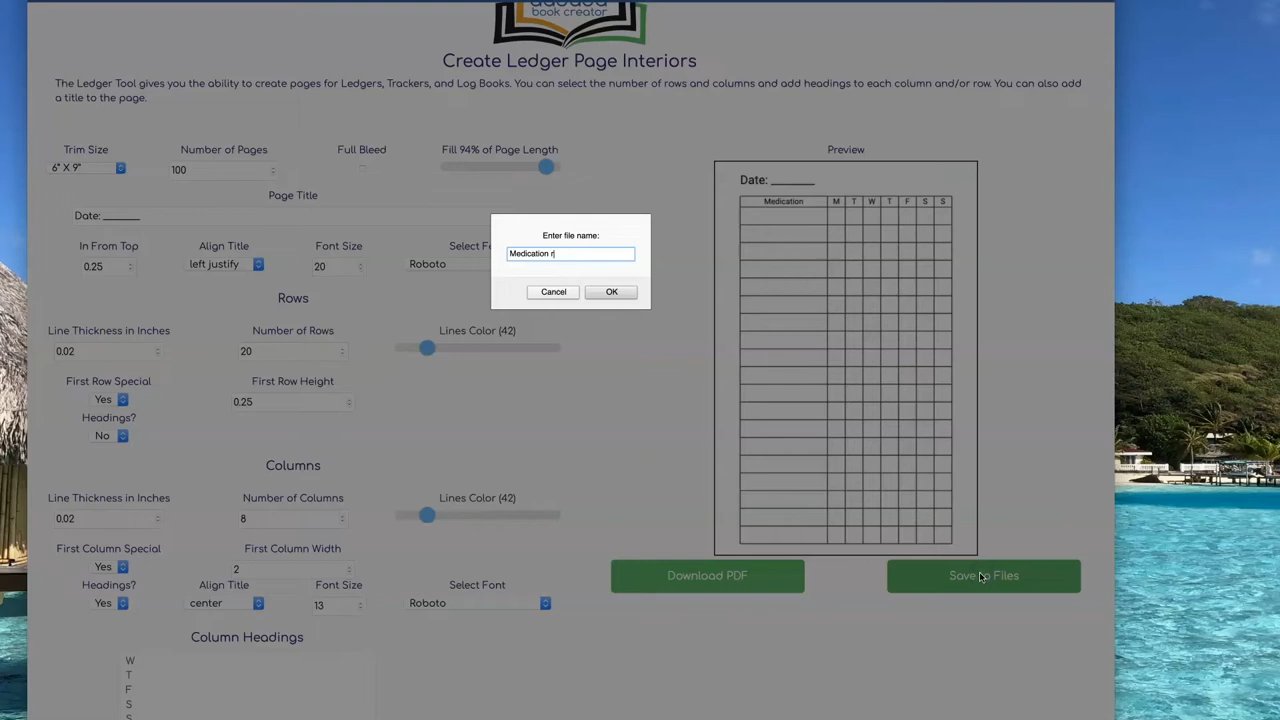 book creator
Create Ledger Page Interiors
The Ledger Tool gives you the ability to create pages for Ledgers, Trackers, and Log Books. You can select the number of rows and columns and add headings to each column and/or row. You can also add
a title to the page.
Trim Size
Number of Pages
Full Bleed
Fill 94% of Page Length
Preview
6" X 9"
100
Page Title
Date: _______
In From Top
Align Title
Font Size
Select Fo
0.25
left justify
20
Roboto
Rows
Line Thickness in Inches
Number of Rows
Lines Color (42)
0.02
20
First Row Special
First Row Height
Yes
0.25
Headings?
No
Columns
Line Thickness in Inches
Number of Columns
Lines Color (42)
0.02
8
First Column Special
First Column Width
Yes
2
Headings?
Align Title
Font Size
Select Font
Yes
center
13
Roboto
Column Headings
W
T
F
S
S
Enter file name:
Medication r
Cancel
OK
Date: _______
Medication M T W T F S S
Download PDF
Save to Files